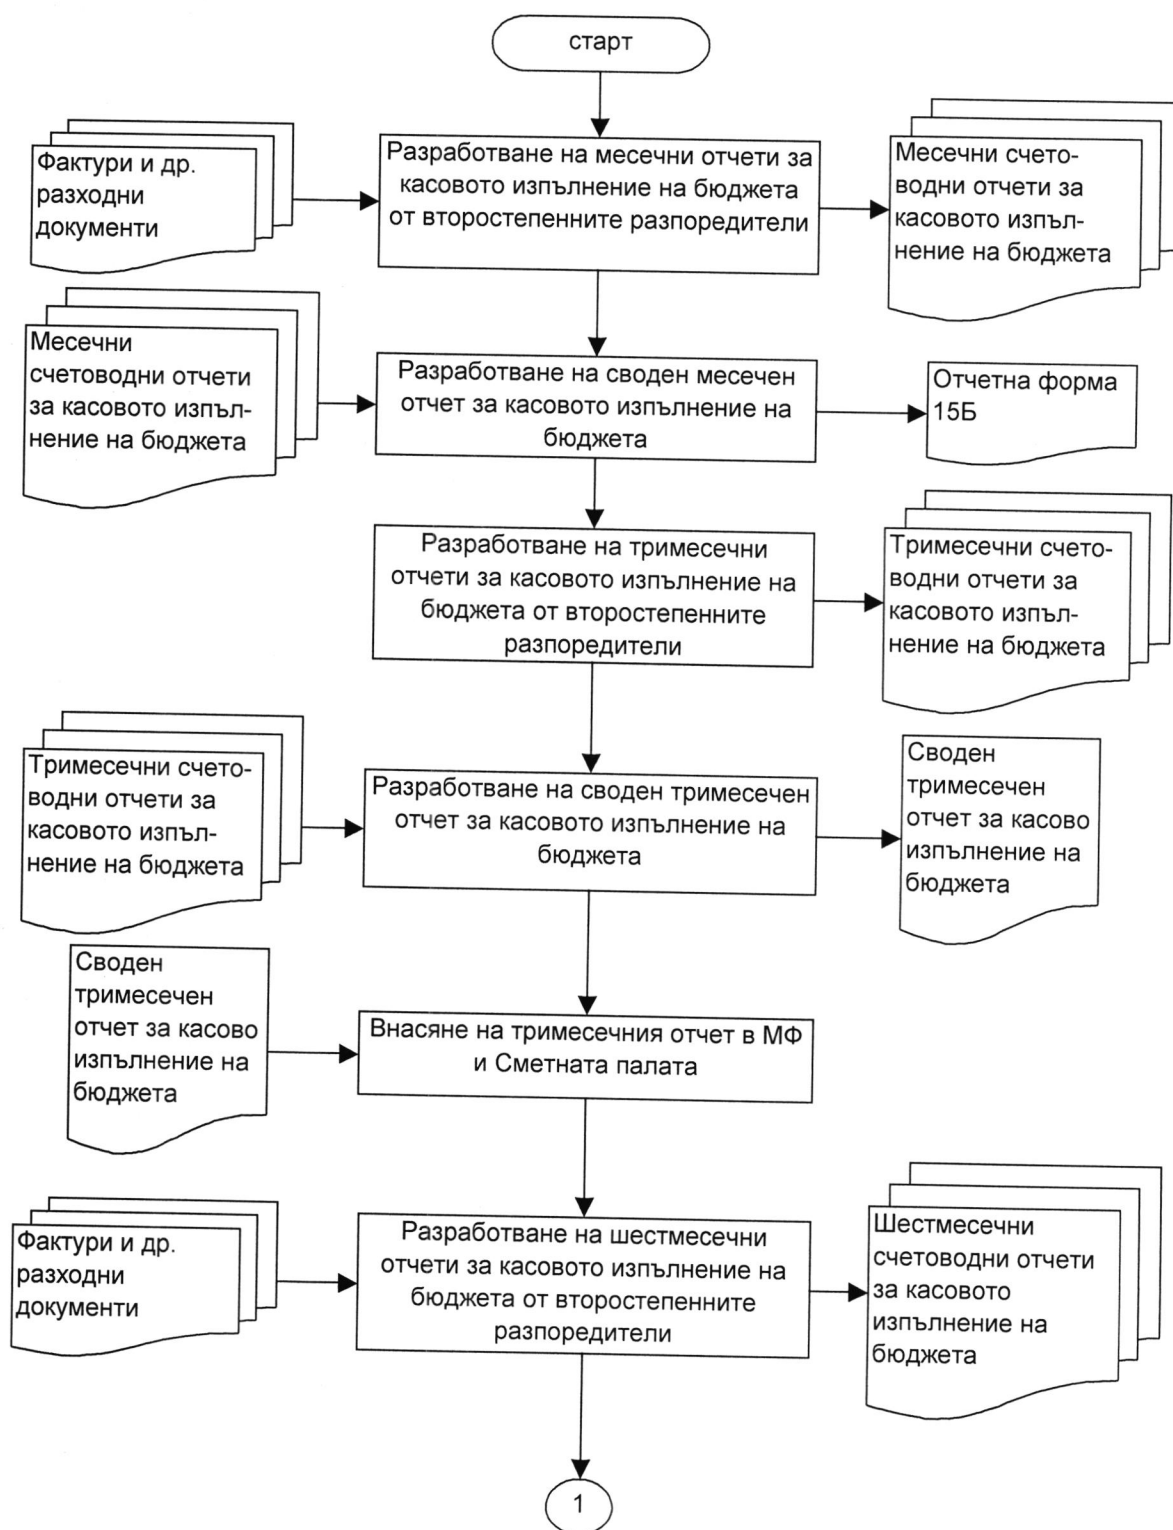 старт
Фактури и др.
разходни
документи
Разработване на месечни отчети за
касовото изпълнение на бюджета
от второстепенните разпоредители
Месечни счето-
водни отчети за
касовото изпъл-
нение на бюджета
Месечни
счетоводни отчети
за касовото изпъл-
нение на бюджета
Разработване на своден месечен
отчет за касовото изпълнение на
бюджета
Отчетна форма
15Б
Разработване на тримесечни
отчети за касовото изпълнение на
бюджета от второстепенните
разпоредители
Тримесечни счето-
водни отчети за
касовото изпъл-
нение на бюджета
Тримесечни счето-
водни отчети за
касовото изпъл-
нение на бюджета
Разработване на своден тримесечен
отчет за касовото изпълнение на
бюджета
Своден
тримесечен
отчет за касово
изпълнение на
бюджета
Своден
тримесечен
отчет за касово
изпълнение на
бюджета
Внасяне на тримесечния отчет в МФ
и Сметната палата
Фактури и др.
разходни
документи
Разработване на шестмесечни
отчети за касовото изпълнение на
бюджета от второстепенните
разпоредители
Шестмесечни
счетоводни отчети
за касовото
изпълнение на
бюджета
1